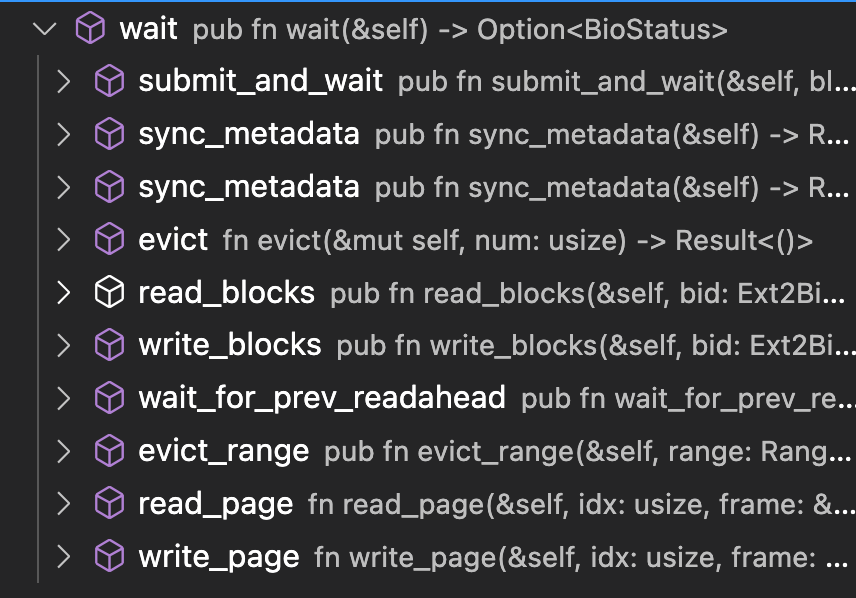 wait pub fn wait(&self) -> Option<BioStatus>
submit_and_wait pub fn submit_and_wait(&self, bl...
sync_metadata pub fn sync_metadata(&self) -> R...
sync_metadata pub fn sync_metadata(&self) -> R...
evict fn evict(&mut self, num: usize) -> Result<()>
read_blocks pub fn read_blocks(&self, bid: Ext2Bi...
write_blocks pub fn write_blocks(&self, bid: Ext2Bi...
wait_for_prev_readahead pub fn wait_for_prev_re...
evict_range pub fn evict_range(&self, range: Rang...
read_page fn read_page(&self, idx: usize, frame: &...
write_page fn write_page(&self, idx: usize, frame: ...